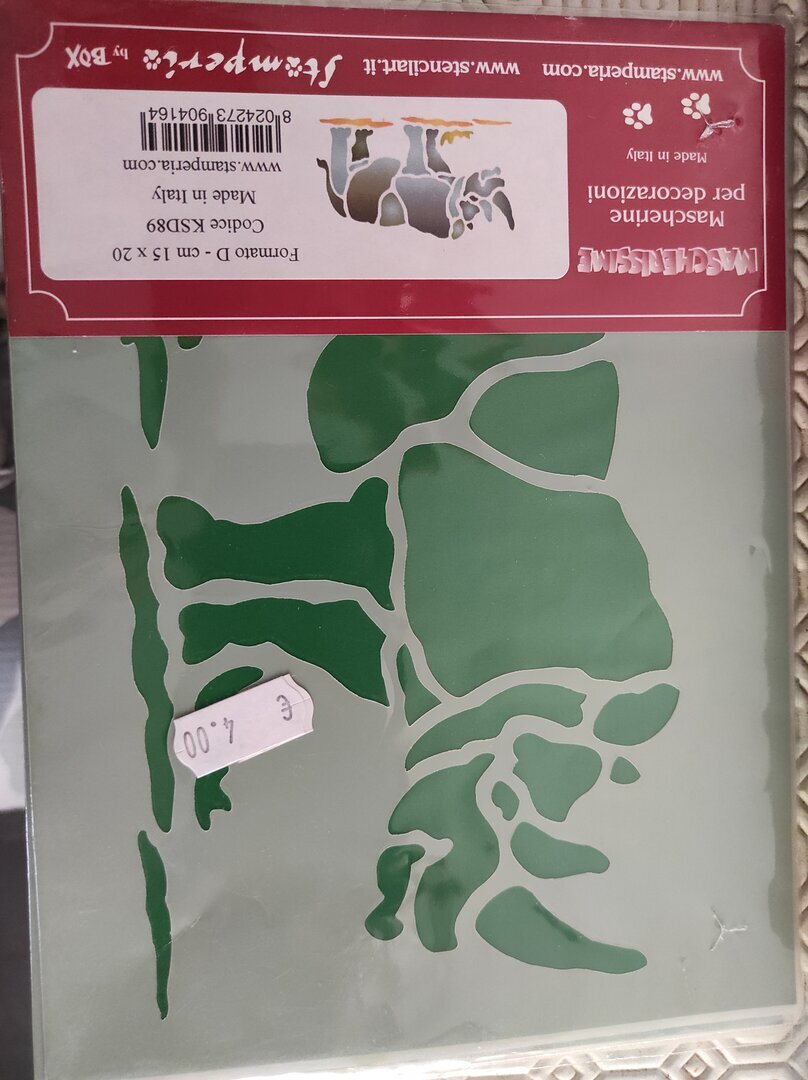 MASCHERISSIME
Mascherine
per decorazioni
Made in Italy
Formato D - cm 15 x 20
Codice KSD89
Made in Italy
www.stamperia.com
8 024273 904164
www.stamperia.com
www.stencilart.it
Stamperia by BOX
€ 4.00